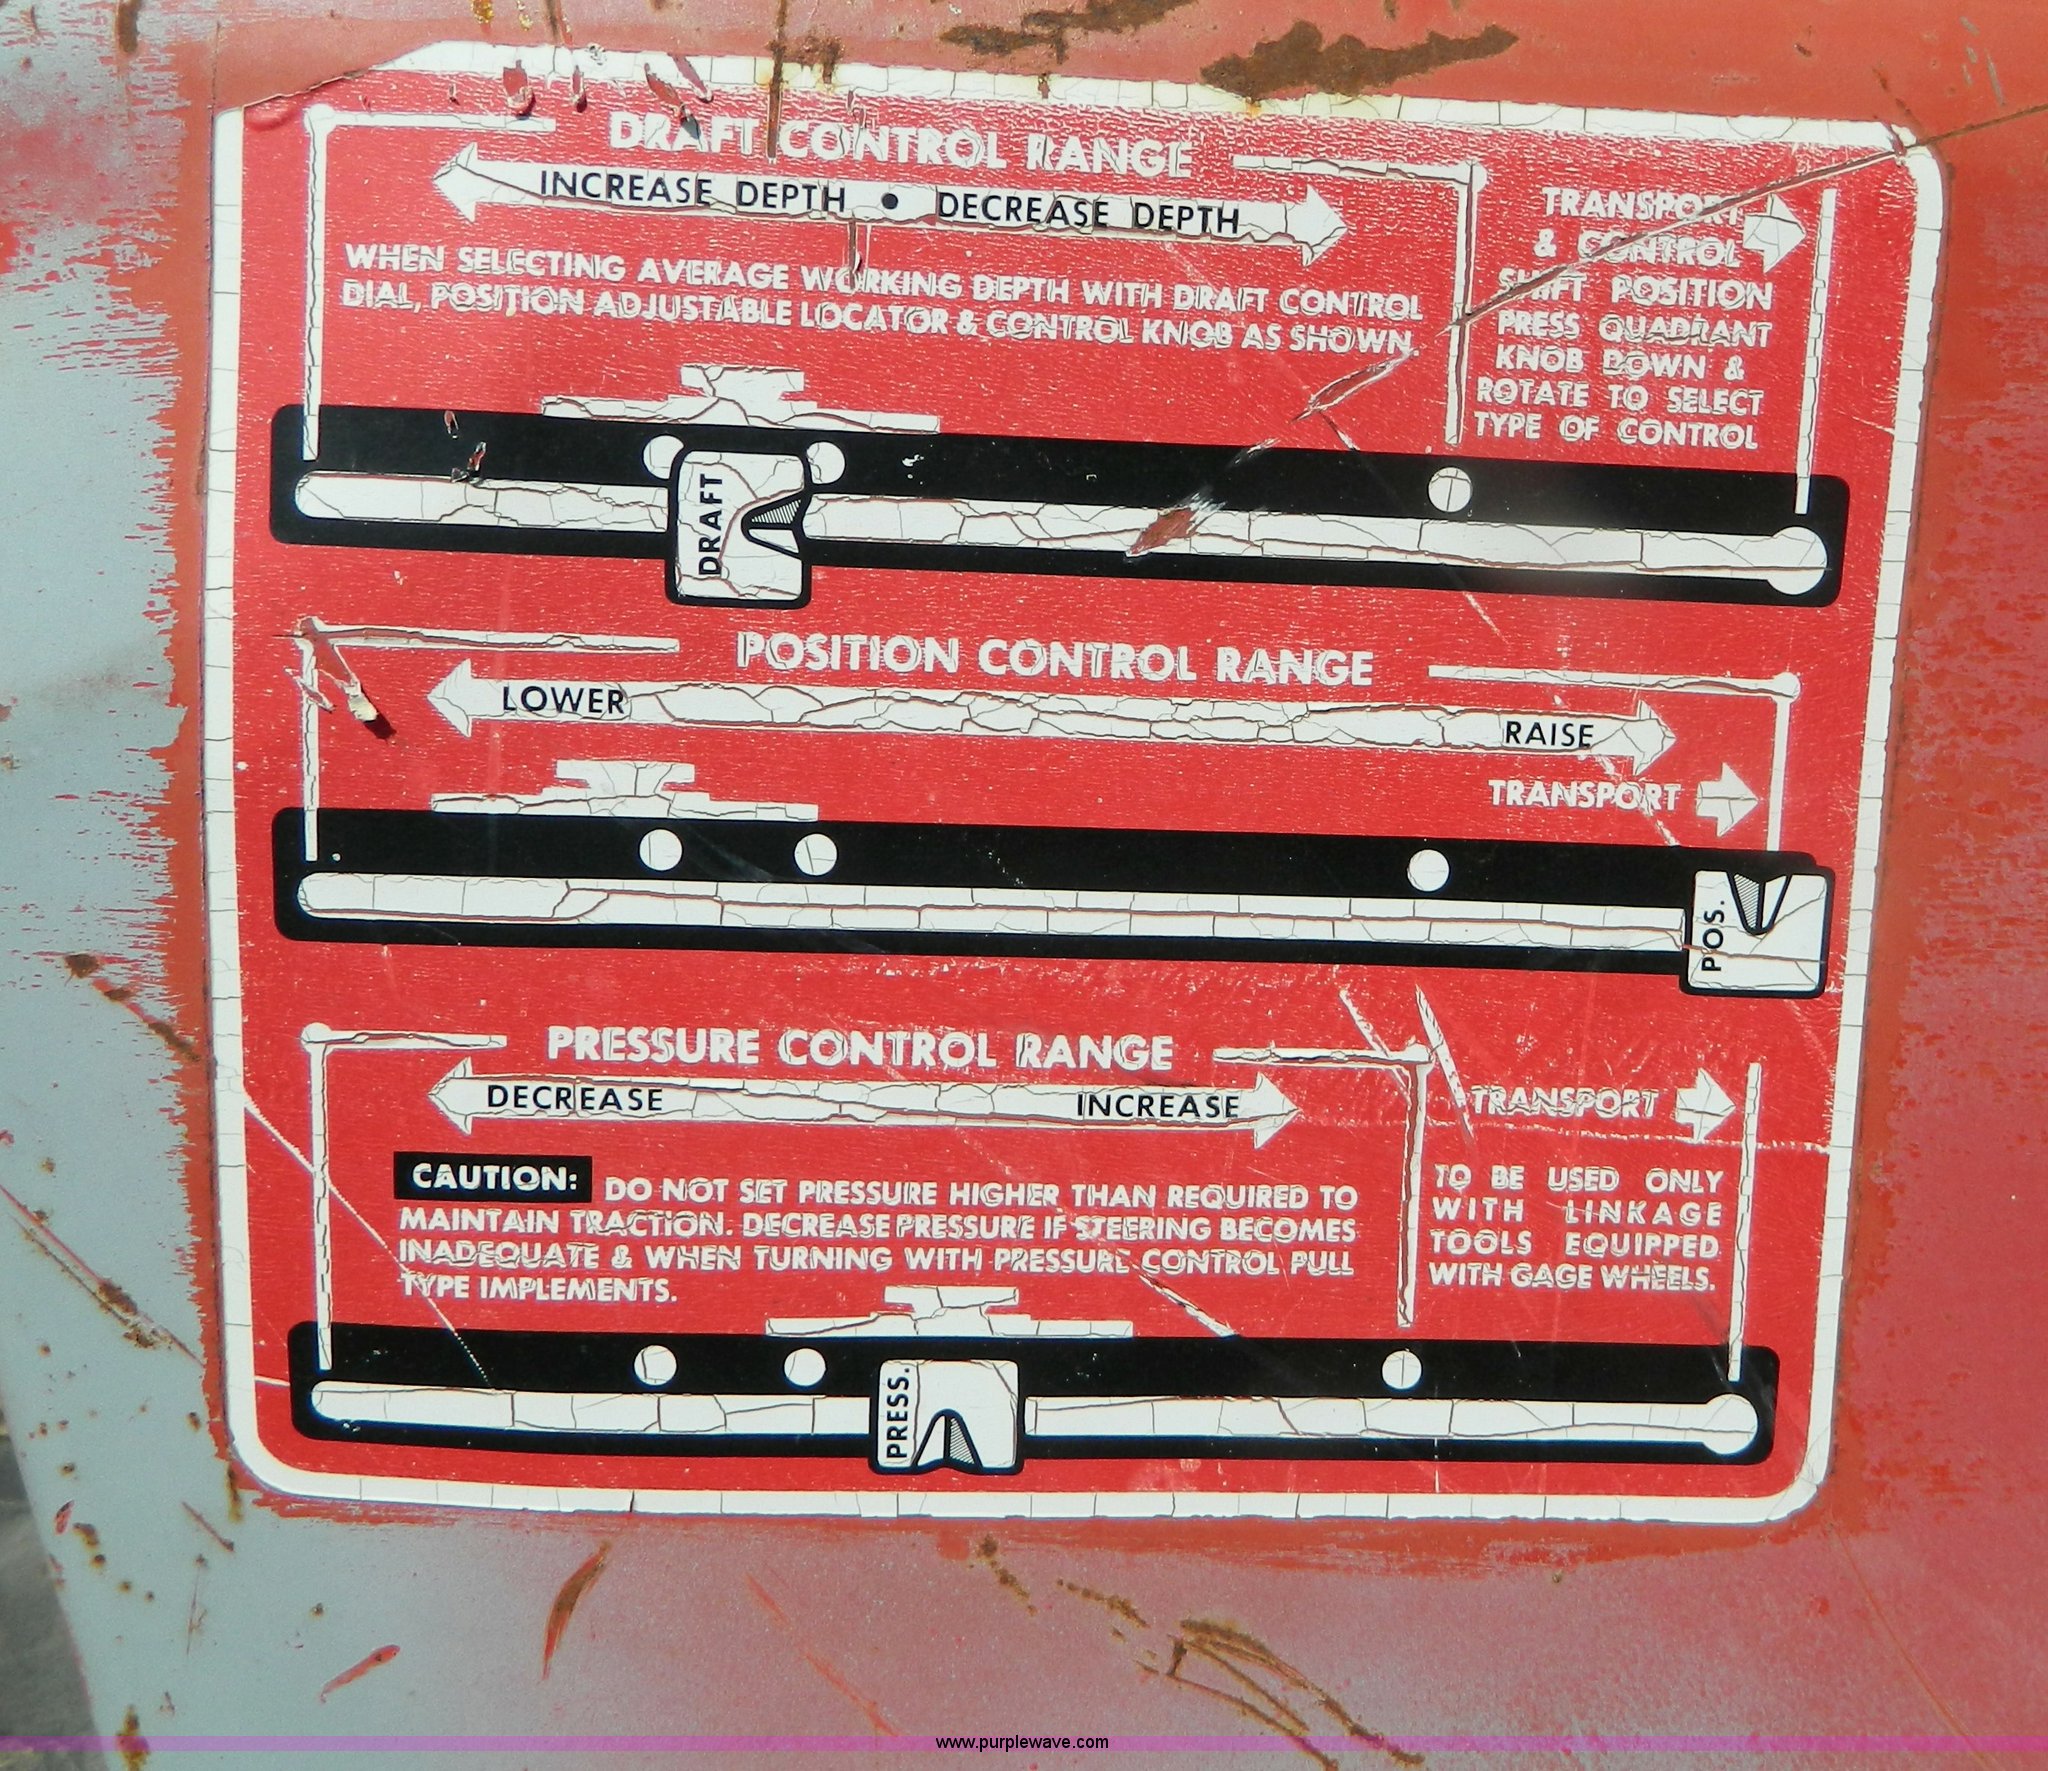 DRAFT CONTROL RANGE
INCREASE DEPTH • DECREASE DEPTH
WHEN SELECTING AVERAGE WORKING DEPTH WITH DRAFT CONTROL
DIAL, POSITION ADJUSTABLE LOCATOR & CONTROL KNOB AS SHOWN.
TRANSPORT
& CONTROL
SHIFT POSITION
PRESS QUADRANT
KNOB DOWN &
ROTATE TO SELECT
TYPE OF CONTROL
DRAFT
POSITION CONTROL RANGE
LOWER RAISE
TRANSPORT
POS.
PRESSURE CONTROL RANGE
DECREASE INCREASE
CAUTION: DO NOT SET PRESSURE HIGHER THAN REQUIRED TO
MAINTAIN TRACTION. DECREASE PRESSURE IF STEERING BECOMES
INADEQUATE & WHEN TURNING WITH PRESSURE CONTROL PULL
TYPE IMPLEMENTS.
TRANSPORT
TO BE USED ONLY
WITH LINKAGE
TOOLS EQUIPPED
WITH GAGE WHEELS.
PRESS.
www.purplewave.com